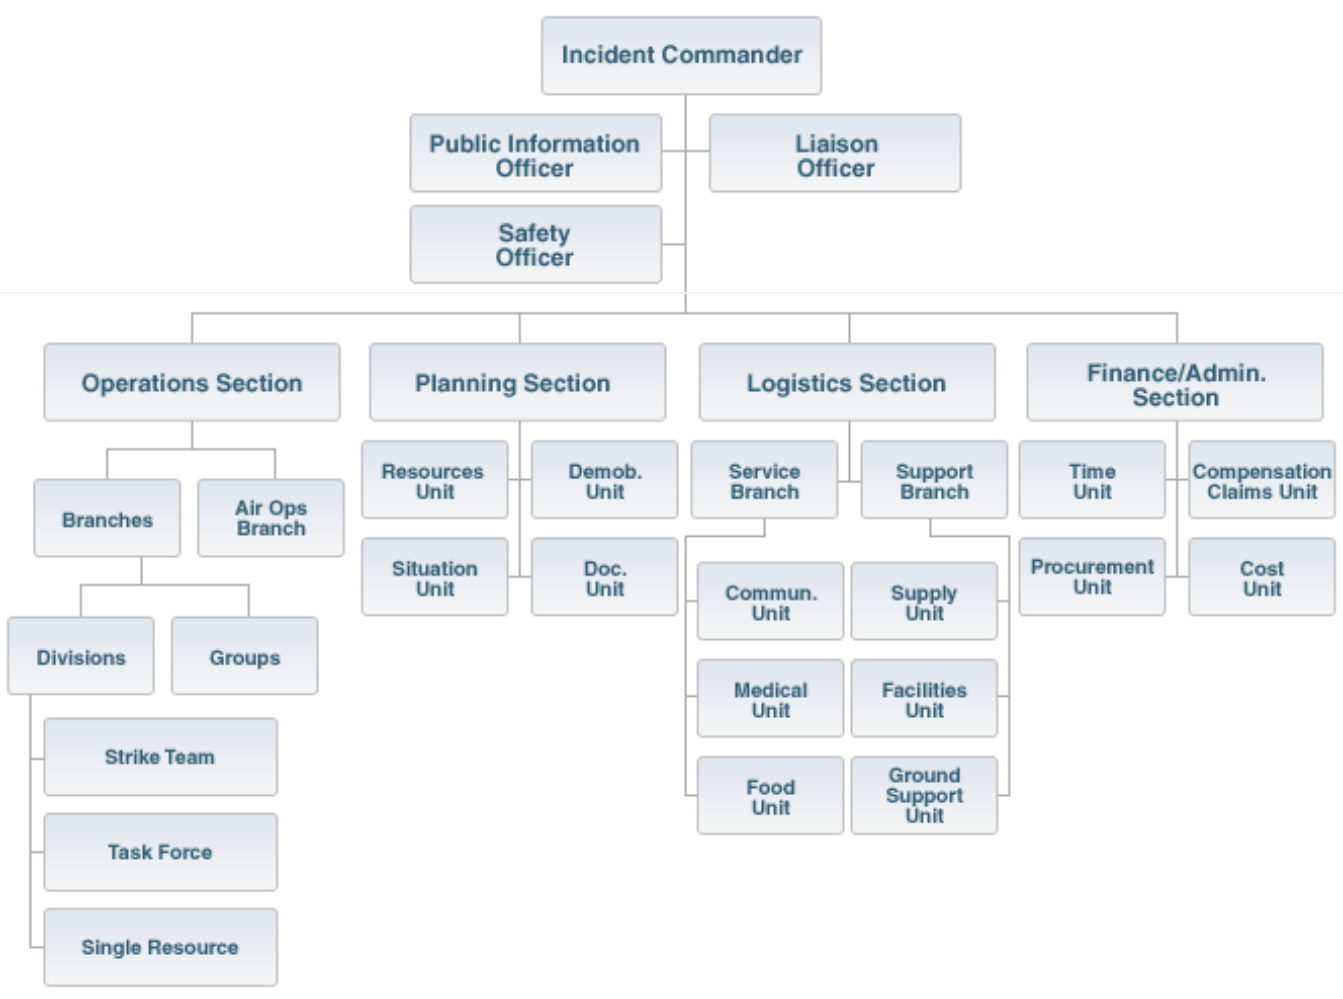 Incident Commander
Public Information
Officer
Liaison
Officer
Safety
Officer
Operations Section
Planning Section
Logistics Section
Finance/Admin.
Section
Resources
Unit
Demob.
Unit
Service
Branch
Support
Branch
Time
Unit
Compensation
Claims Unit
Branches
Air Ops
Branch
Situation
Unit
Doc.
Unit
Procurement
Unit
Cost
Unit
Commun.
Unit
Supply
Unit
Divisions
Groups
Medical
Unit
Facilities
Unit
Strike Team
Food
Unit
Ground
Support
Unit
Task Force
Single Resource